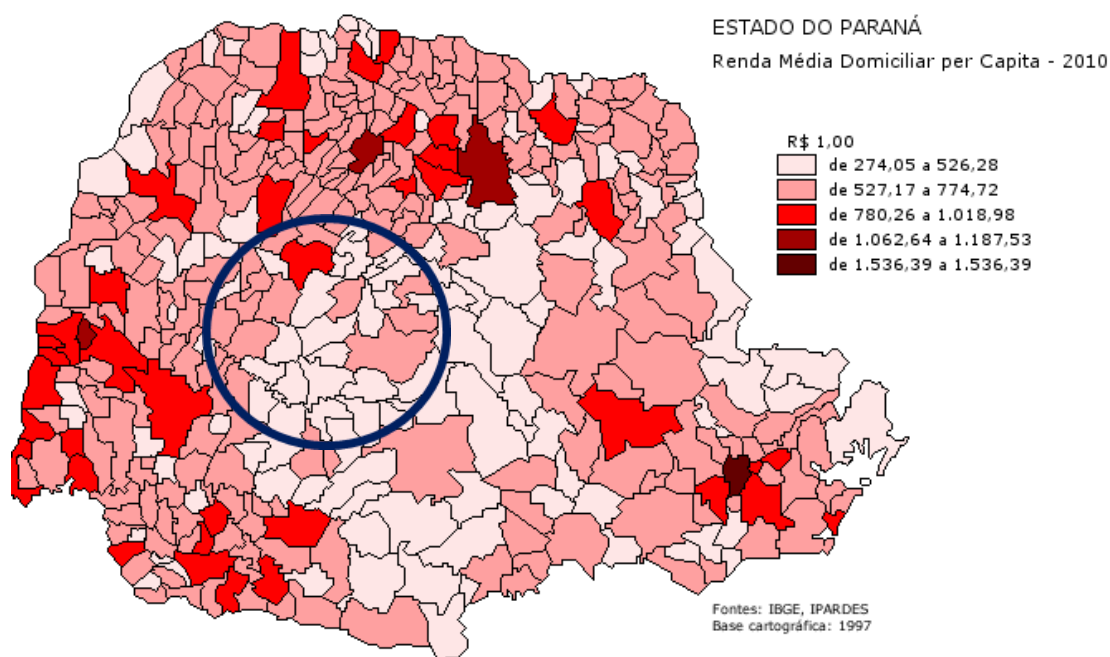 ESTADO DO PARANÁ
Renda Média Domiciliar per Capita - 2010
R$ 1,00
de 274,05 a 526,28
de 527,17 a 774,72
de 780,26 a 1.018,98
de 1.062,64 a 1.187,53
de 1.536,39 a 1.536,39
Fontes: IBGE, IPARDES
Base cartográfica: 1997